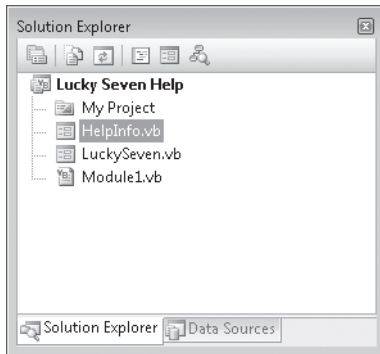 Solution Explorer
Lucky Seven Help
My Project
HelpInfo.vb
LuckySeven.vb
Module1.vb
Solution Explorer Data Sources